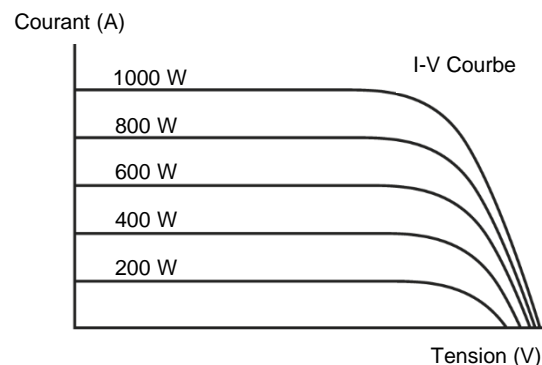 Courant (A)
I-V Courbe
1000 W
800 W
600 W
400 W
200 W
Tension (V)